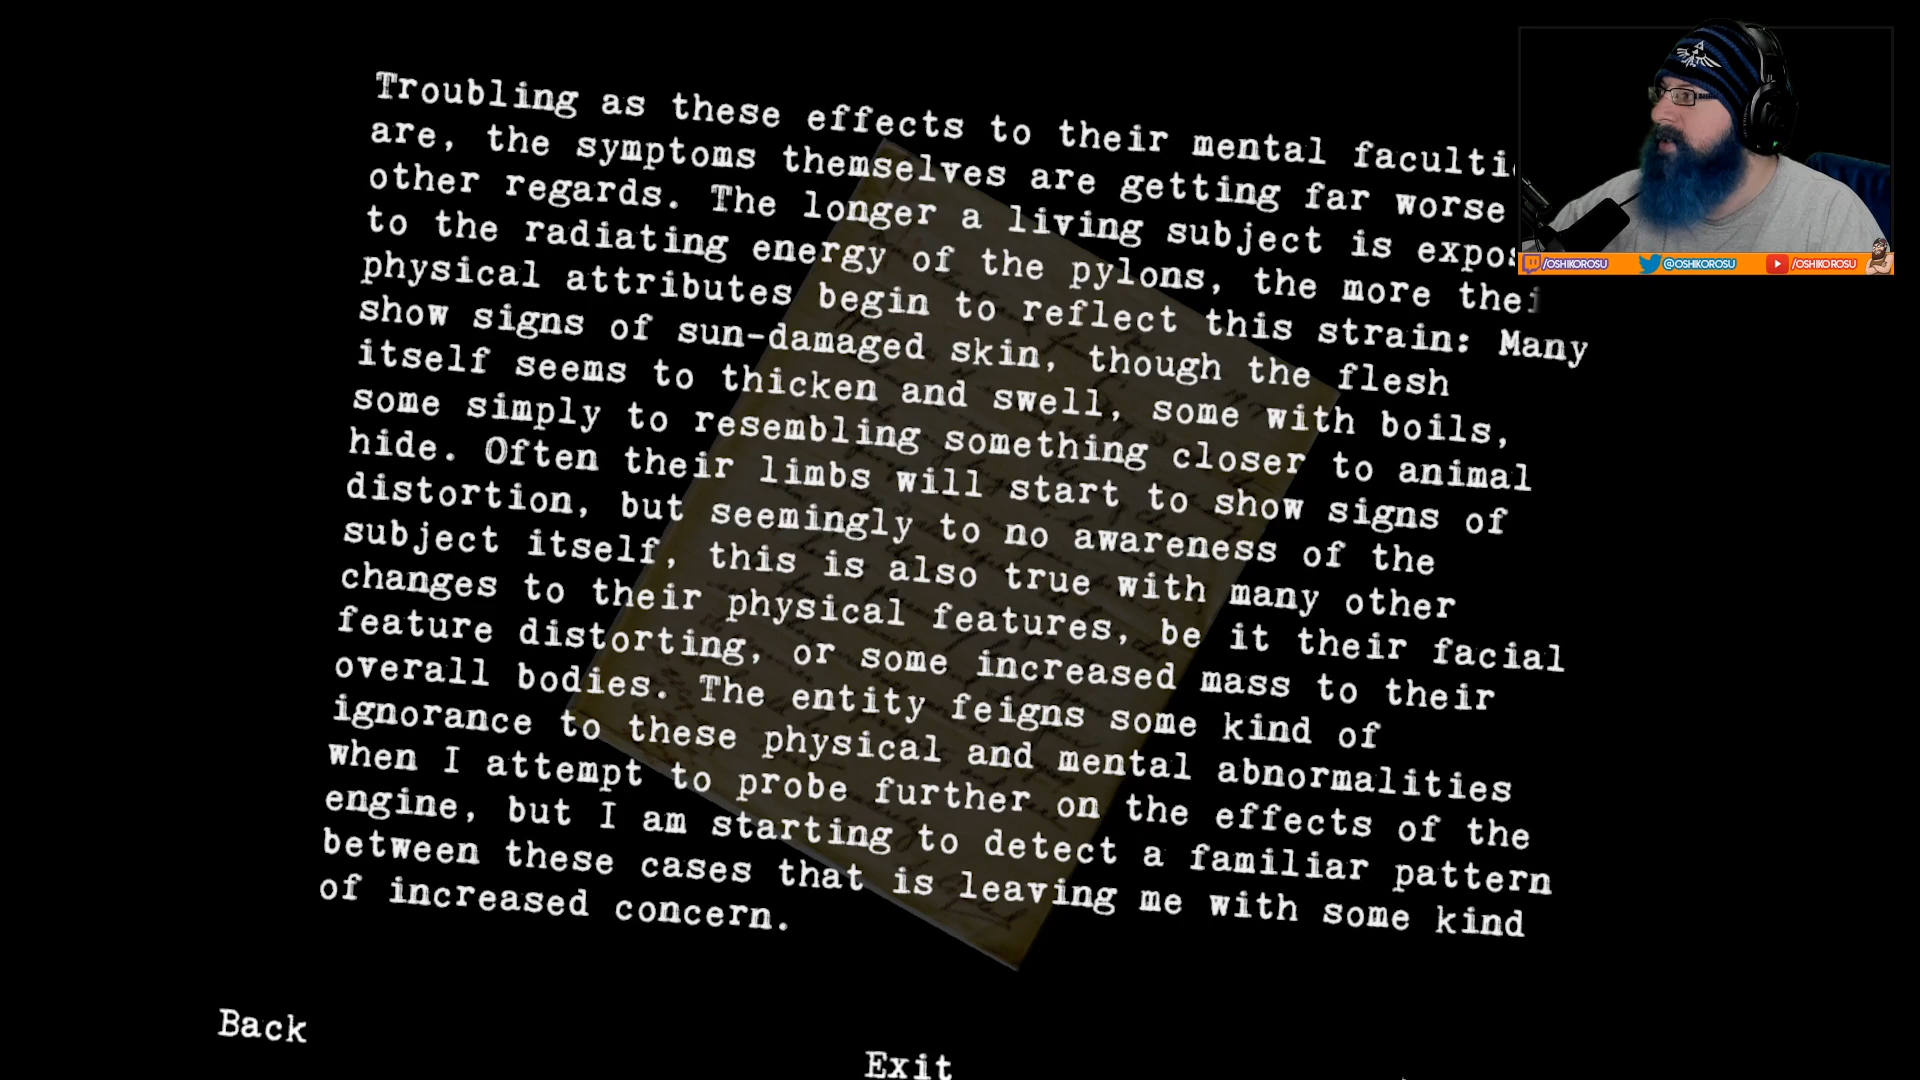 Troubling as these effects to their mental
are, the symptoms themselves are getting far worse
other regards. The longer a living subject is
to the radiating energy of the pylons, the more
physical attributes begin to reflect this strain: Many
show signs of sun-damaged skin, though the flesh
itself seems to thicken and swell, some with boils,
some simply to resembling something closer to animal
hide. Often their limbs will start to show signs of
distortion, but seemingly to no awareness of the
subject itself, this is also true with many other
changes to their physical features, be it their facial
feature distorting, or some increased mass to their
overall bodies. The entity feigns some kind of
ignorance to these physical and mental abnormalities
when I attempt to probe further on the effects of the
engine, but I am starting to detect a familiar pattern
between these cases that is leaving me with some kind
of increased concern.
Back
Exit
/OSHIKOROSU
@OSHIKOROSU
/OSHIKOROSU